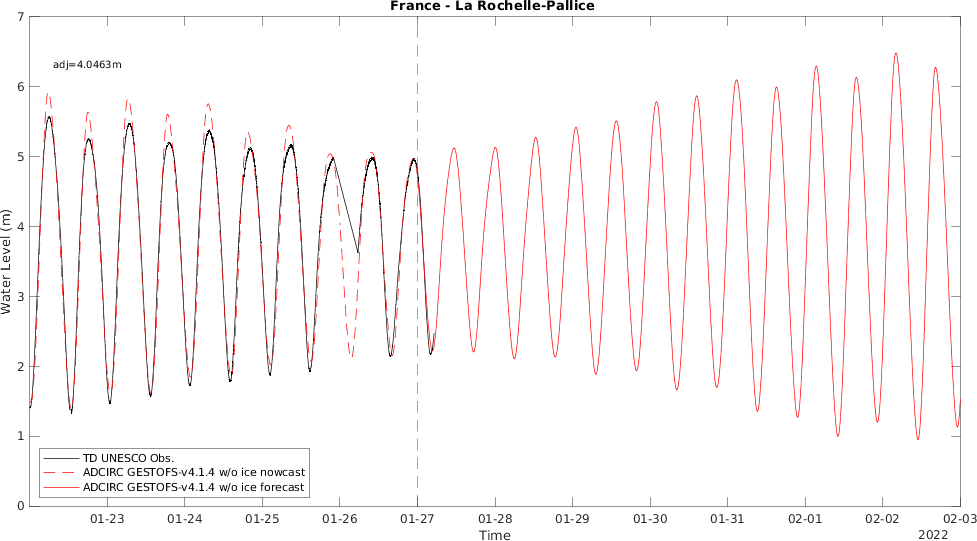 France - La Rochelle-Pallice
7
6
5
4
3
2
1
0
Water Level (m)
adj=4.0463m
TD UNESCO Obs.
ADCIRC GESTOFS-v4.1.4 w/o ice nowcast
ADCIRC GESTOFS-v4.1.4 w/o ice forecast
01-23 01-24 01-25 01-26 01-27 01-28 01-29 01-30 01-31 02-01 02-02 02-03
Time
2022